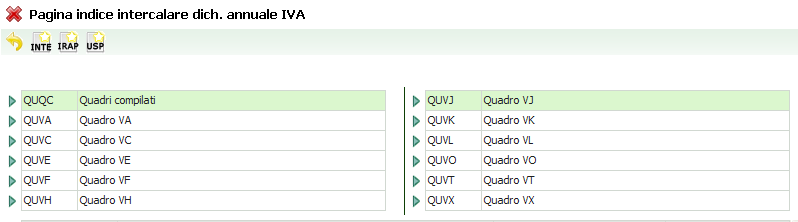 Pagina indice intercalare dich. annuale IVA
INTE IRAP USP
QUQC Quadri compilati
QUVA Quadro VA
QUVC Quadro VC
QUVE Quadro VE
QUVF Quadro VF
QUVH Quadro VH
QUVJ Quadro VJ
QUVK Quadro VK
QUVL Quadro VL
QUVO Quadro VO
QUVT Quadro VT
QUVX Quadro VX